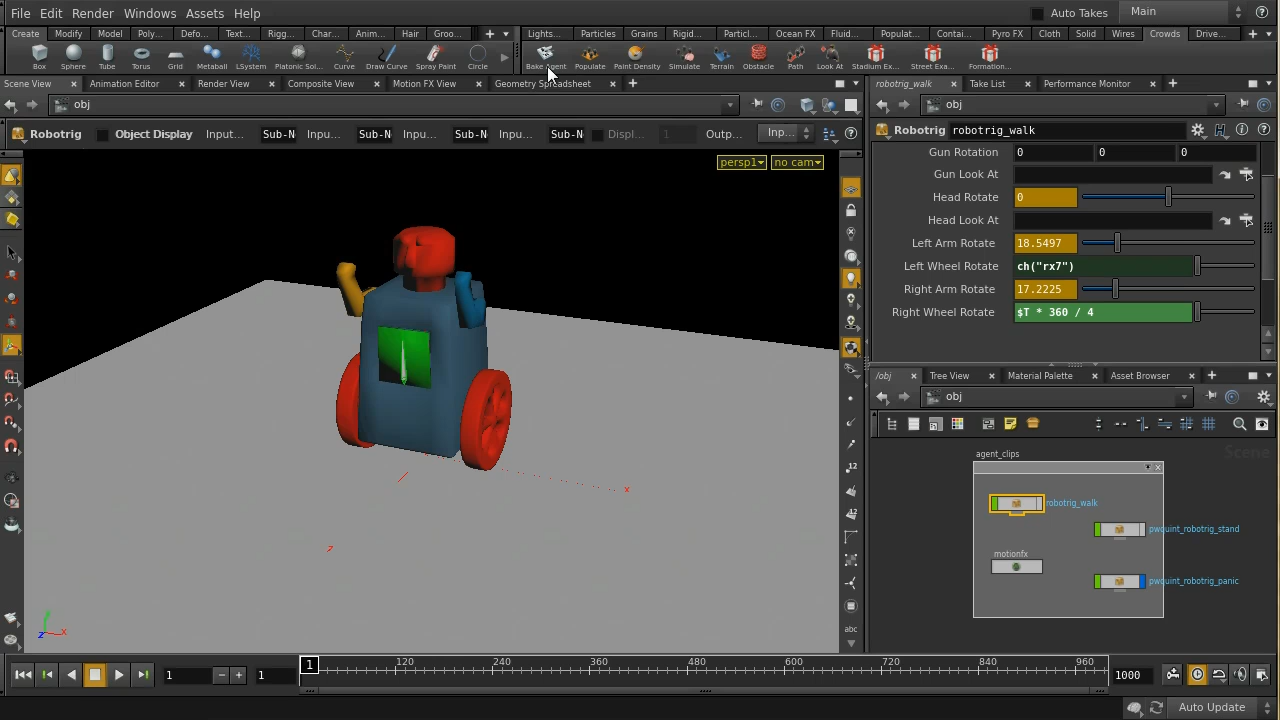 File Edit Render Windows Assets Help Auto Takes Main
Create Modify Model Poly... Defo... Text... Rigg... Char... Anim... Hair Groo... Lights... Particles Grains Rigid... Particl... Ocean FX Fluid... Populat... Contai... Pyro FX Cloth Solid Wires Crowds Drive...
Box Sphere Tube Torus Grid Metaball LSystem Platonic Sol... Curve Draw Curve Spray Paint Circle Bake Agent Populate Paint Density Simulate Terrain Obstacle Path Look At Stadium Ex... Street Exa... Formation...
Scene View Animation Editor Render View Composite View Motion FX View Geometry Spreadsheet
robotrig_walk Take List Performance Monitor
obj
obj
Robotrig Object Display Input... Sub-N Inpu... Sub-N Inpu... Sub-N Inpu... Sub-N Displ... 1 Outp... Inp...
Robotrig robotrig_walk
persp1 no cam
Gun Rotation 0 0 0
Gun Look At
Head Rotate 0
Head Look At
Left Arm Rotate 18.5497
Left Wheel Rotate ch("rx7")
Right Arm Rotate 17.2225
Right Wheel Rotate $T * 360 / 4
x
z
z x
12
12
abc
/obj Tree View Material Palette Asset Browser
obj
Scene
agent_clips
robotrig_walk
pwquint_robotrig_stand
motionfx
pwquint_robotrig_panic
1 1 1 120 240 360 480 600 720 840 960 1000
Auto Update